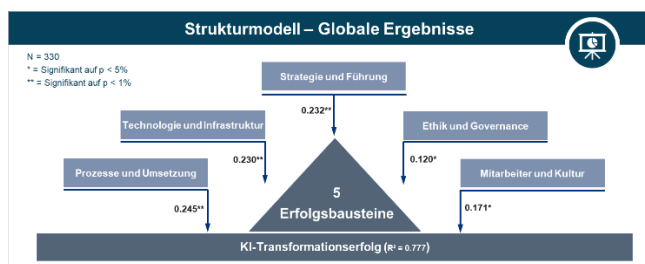 Strukturmodell – Globale Ergebnisse
N = 330
* = Signifikant auf p < 5%
** = Signifikant auf p < 1%
Strategie und Führung
0.232**
Technologie und Infrastruktur
Ethik und Governance
0.230**
0.120*
Prozesse und Umsetzung
Mitarbeiter und Kultur
0.245**
0.171*
5
Erfolgsbausteine
KI-Transformationserfolg (R² = 0.777)